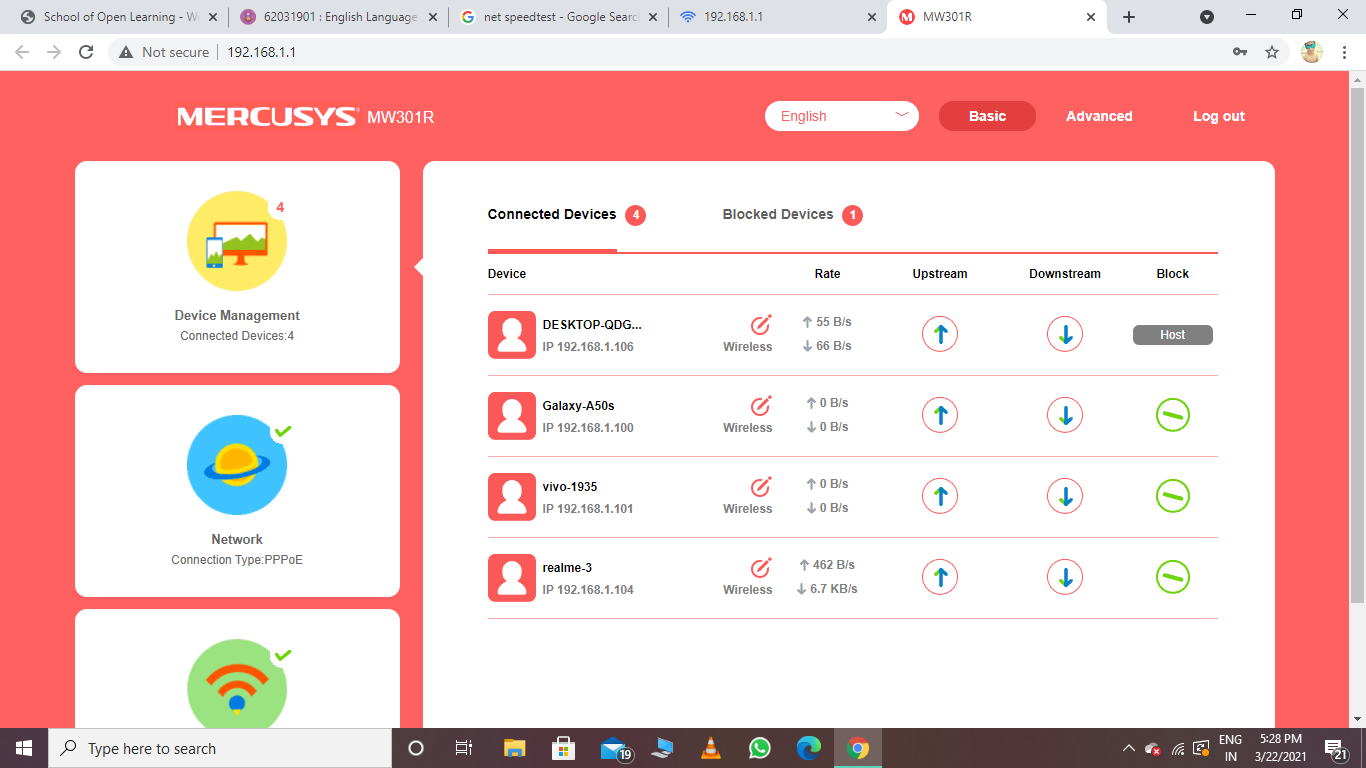 School of Open Learning - W
62031901 : English Language
net speedtest - Google Sear
192.168.1.1
MW301R
Not secure
192.168.1.1
MERCUSYS MW301R
English
Basic
Advanced
Log out
4
Device Management
Connected Devices:4
Network
Connection Type:PPPoE
Connected Devices 4
Blocked Devices 1
Device Rate Upstream Downstream Block
DESKTOP-QDG...
IP 192.168.1.106
Wireless
55 B/s
66 B/s
Host
Galaxy-A50s
IP 192.168.1.100
Wireless
0 B/s
0 B/s
vivo-1935
IP 192.168.1.101
Wireless
0 B/s
0 B/s
realme-3
IP 192.168.1.104
Wireless
462 B/s
6.7 KB/s
Type here to search
19
ENG
IN
5:28 PM
3/22/2021
21